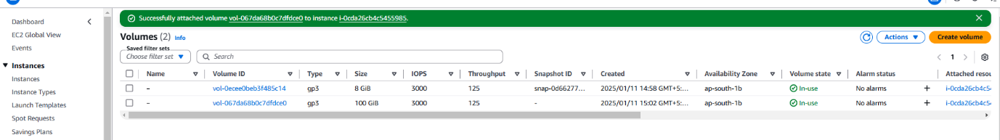 Successfully attached volume vol-067da68b0c7dfdce0 to instance i-0cda26cb4c5455985.
Dashboard
EC2 Global View
Events
Instances
Instances
Instance Types
Launch Templates
Spot Requests
Savings Plans
Volumes (2) Info
Actions
Create volume
Saved filter sets
Choose filter set
Search
1
Name Volume ID Type Size IOPS Throughput Snapshot ID Created Availability Zone Volume state Alarm status Attached resou
– vol-0ecee0beb3f485c14 gp3 8 GiB 3000 125 snap-0d66277... 2025/01/11 14:58 GMT+5:... ap-south-1b In-use No alarms + i-0cda26cb4c5
– vol-067da68b0c7dfdce0 gp3 100 GiB 3000 125 - 2025/01/11 15:02 GMT+5:... ap-south-1b In-use No alarms + i-0cda26cb4c5